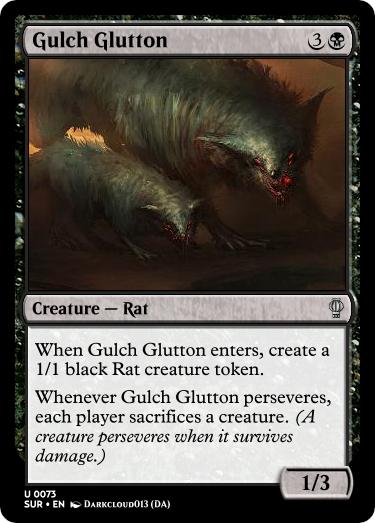 Gulch Glutton 3
Creature — Rat
When Gulch Glutton enters, create a
1/1 black Rat creature token.
Whenever Gulch Glutton perseveres,
each player sacrifices a creature. (A
creature perseveres when it survives
damage.)
1/3
U 0073
SUR • EN Darkcloud013 (DA)